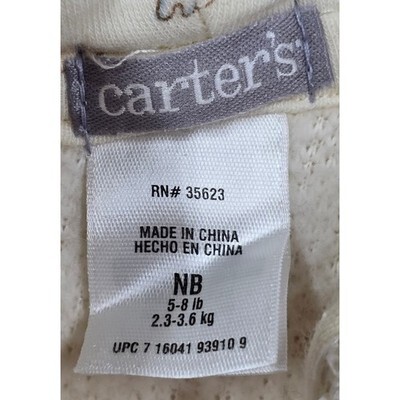 carter's
RN# 35623
MADE IN CHINA
HECHO EN CHINA
NB
5-8 lb
2.3-3.6 kg
UPC 7 16041 93910 9